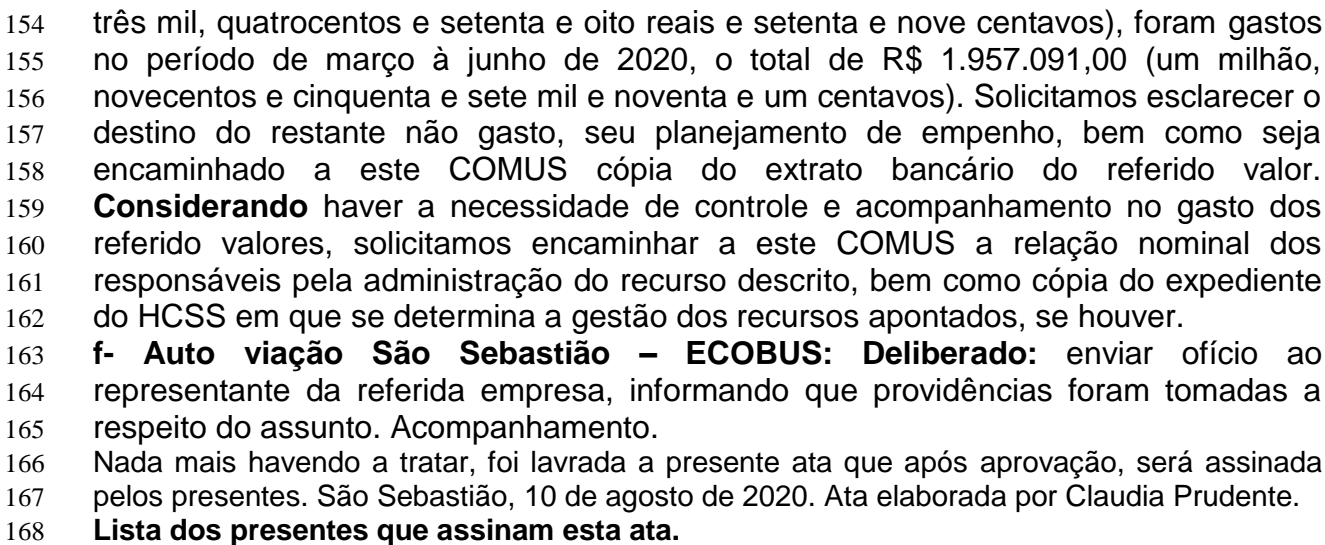 154 três mil, quatrocentos e setenta e oito reais e setenta e nove centavos), foram gastos
155 no período de março à junho de 2020, o total de R$ 1.957.091,00 (um milhão,
156 novecentos e cinquenta e sete mil e noventa e um centavos). Solicitamos esclarecer o
157 destino do restante não gasto, seu planejamento de empenho, bem como seja
158 encaminhado a este COMUS cópia do extrato bancário do referido valor.
159 Considerando haver a necessidade de controle e acompanhamento no gasto dos
160 referido valores, solicitamos encaminhar a este COMUS a relação nominal dos
161 responsáveis pela administração do recurso descrito, bem como cópia do expediente
162 do HCSS em que se determina a gestão dos recursos apontados, se houver.
163 f- Auto viação São Sebastião – ECOBUS: Deliberado: enviar ofício ao
164 representante da referida empresa, informando que providências foram tomadas a
165 respeito do assunto. Acompanhamento.
166 Nada mais havendo a tratar, foi lavrada a presente ata que após aprovação, será assinada
167 pelos presentes. São Sebastião, 10 de agosto de 2020. Ata elaborada por Claudia Prudente.
168 Lista dos presentes que assinam esta ata.